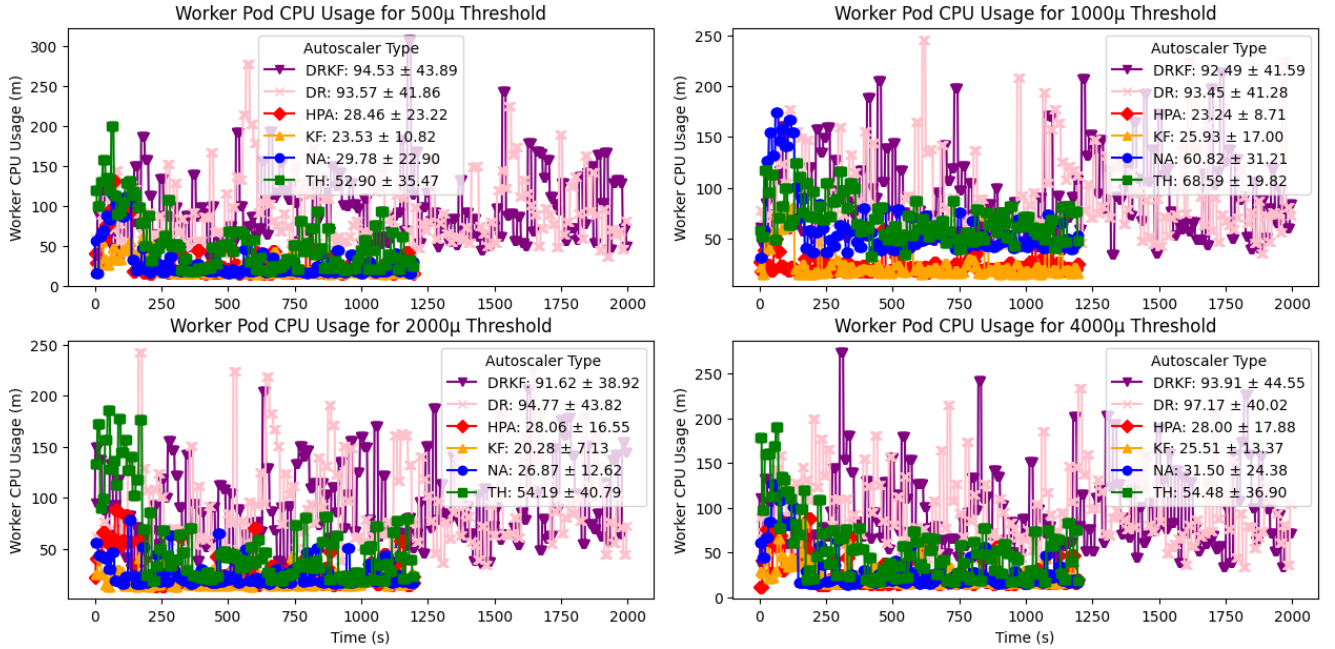 Worker Pod CPU Usage for 500μ Threshold
Worker CPU Usage (m)
300
250
200
150
100
50
0
Autoscaler Type
DRKF: 94.53 ± 43.89
DR: 93.57 ± 41.86
HPA: 28.46 ± 23.22
KF: 23.53 ± 10.82
NA: 29.78 ± 22.90
TH: 52.90 ± 35.47
0 250 500 750 1000 1250 1500 1750 2000
Worker Pod CPU Usage for 1000μ Threshold
Worker CPU Usage (m)
250
200
150
100
50
Autoscaler Type
DRKF: 92.49 ± 41.59
DR: 93.45 ± 41.28
HPA: 23.24 ± 8.71
KF: 25.93 ± 17.00
NA: 60.82 ± 31.21
TH: 68.59 ± 19.82
0 250 500 750 1000 1250 1500 1750 2000
Worker Pod CPU Usage for 2000μ Threshold
Worker CPU Usage (m)
250
200
150
100
50
Autoscaler Type
DRKF: 91.62 ± 38.92
DR: 94.77 ± 43.82
HPA: 28.06 ± 16.55
KF: 20.28 ± 7.13
NA: 26.87 ± 12.62
TH: 54.19 ± 40.79
0 250 500 750 1000 1250 1500 1750 2000
Time (s)
Worker Pod CPU Usage for 4000μ Threshold
Worker CPU Usage (m)
250
200
150
100
50
0
Autoscaler Type
DRKF: 93.91 ± 44.55
DR: 97.17 ± 40.02
HPA: 28.00 ± 17.88
KF: 25.51 ± 13.37
NA: 31.50 ± 24.38
TH: 54.48 ± 36.90
0 250 500 750 1000 1250 1500 1750 2000
Time (s)